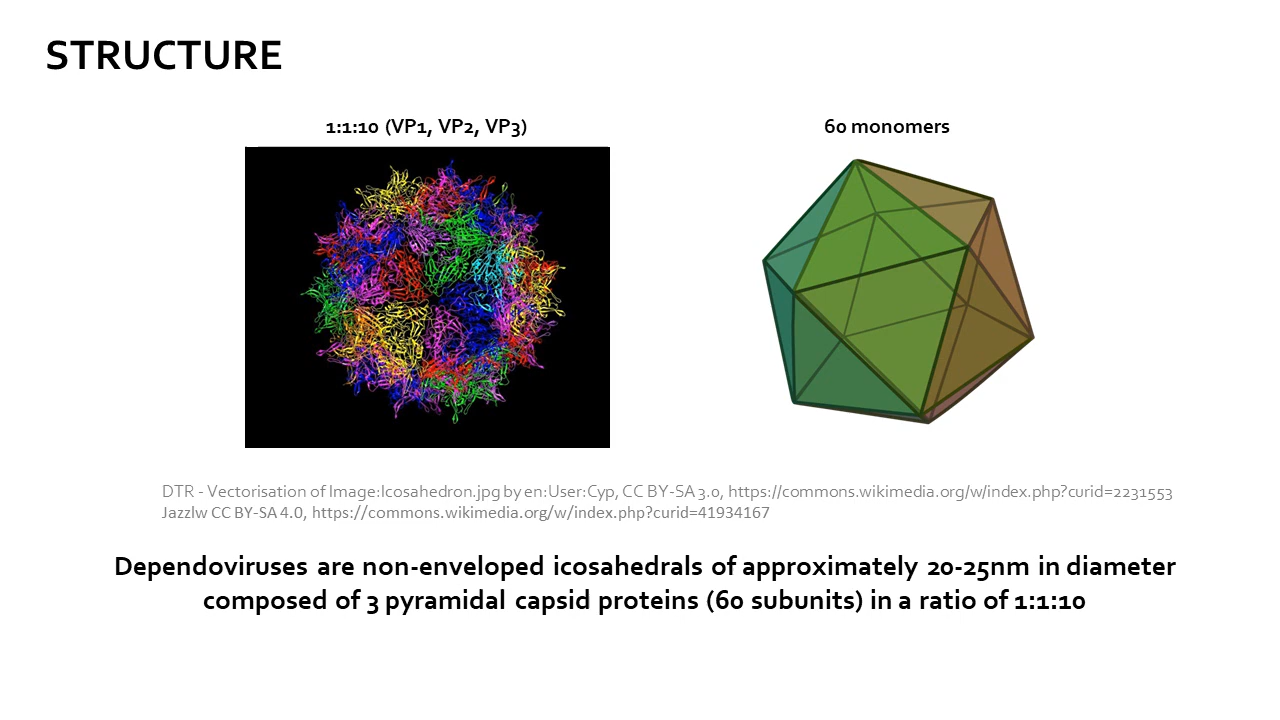 STRUCTURE
1:1:10 (VP1, VP2, VP3)
60 monomers
DTR - Vectorisation of Image:Icosahedron.jpg by en:User:Cyp, CC BY-SA 3.0, https://commons.wikimedia.org/w/index.php?curid=2231553
Jazzlw CC BY-SA 4.0, https://commons.wikimedia.org/w/index.php?curid=41934167
Dependoviruses are non-enveloped icosahedrals of approximately 20-25nm in diameter
composed of 3 pyramidal capsid proteins (60 subunits) in a ratio of 1:1:10